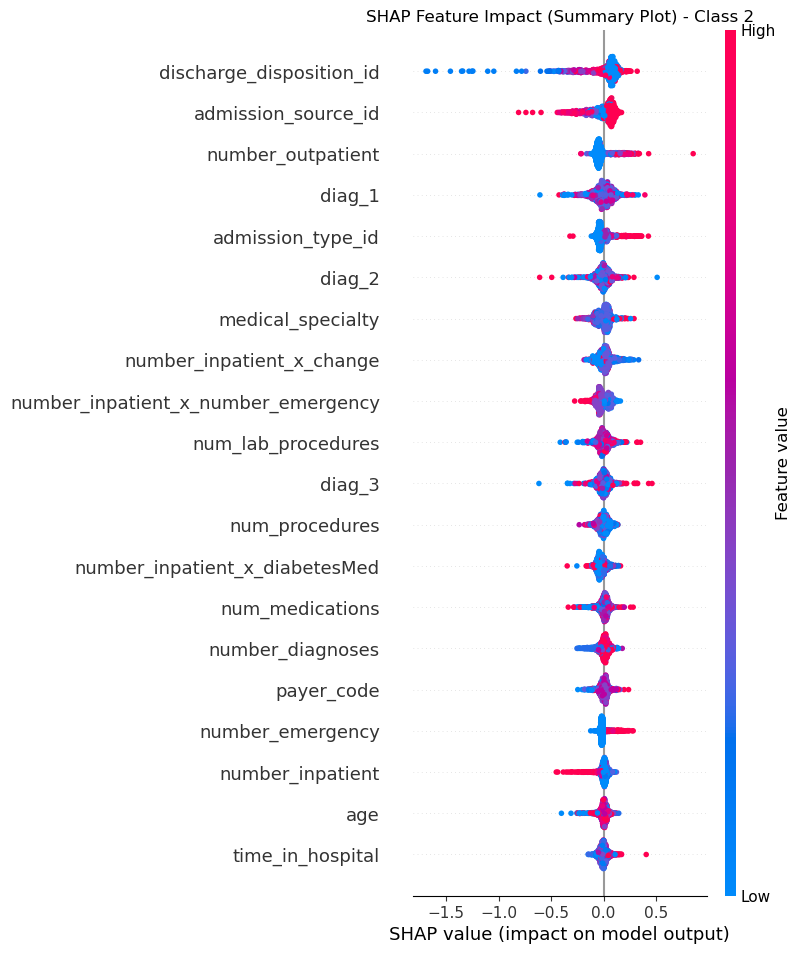 SHAP Feature Impact (Summary Plot) - Class 2
High
discharge_disposition_id
admission_source_id
number_outpatient
diag_1
admission_type_id
diag_2
medical_specialty
number_inpatient_x_change
number_inpatient_x_number_emergency
num_lab_procedures
diag_3
num_procedures
number_inpatient_x_diabetesMed
num_medications
number_diagnoses
payer_code
number_emergency
number_inpatient
age
time_in_hospital
Feature value
Low
−1.5 −1.0 −0.5 0.0 0.5
SHAP value (impact on model output)